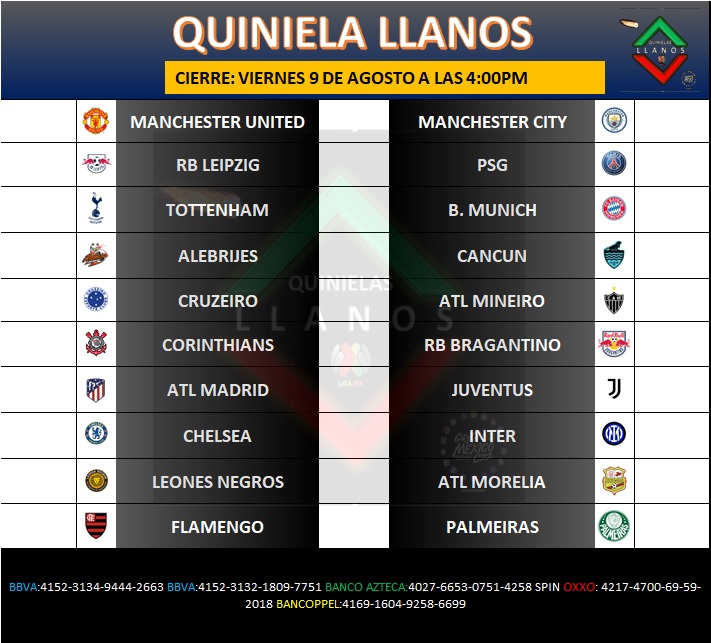 QUINIELA LLANOS
QUINIELAS
LLANOS
CIERRE: VIERNES 9 DE AGOSTO A LAS 4:00PM
MANCHESTER UNITED MANCHESTER CITY
RB LEIPZIG PSG
TOTTENHAM B. MUNICH
ALEBRIJES CANCUN
QUINIELAS
CRUZEIRO ATL MINEIRO
LLANOS
CORINTHIANS RB BRAGANTINO
LIGA MX
ATL MADRID JUVENTUS
CHELSEA INTER
LEONES NEGROS ATL MORELIA
FLAMENGO PALMEIRAS
BBVA:4152-3134-9444-2663 BBVA:4152-3132-1809-7751 BANCO AZTECA:4027-6653-0751-4258 SPIN OXXO: 4217-4700-69-59-
2018 BANCOPPEL:4169-1604-9258-6699